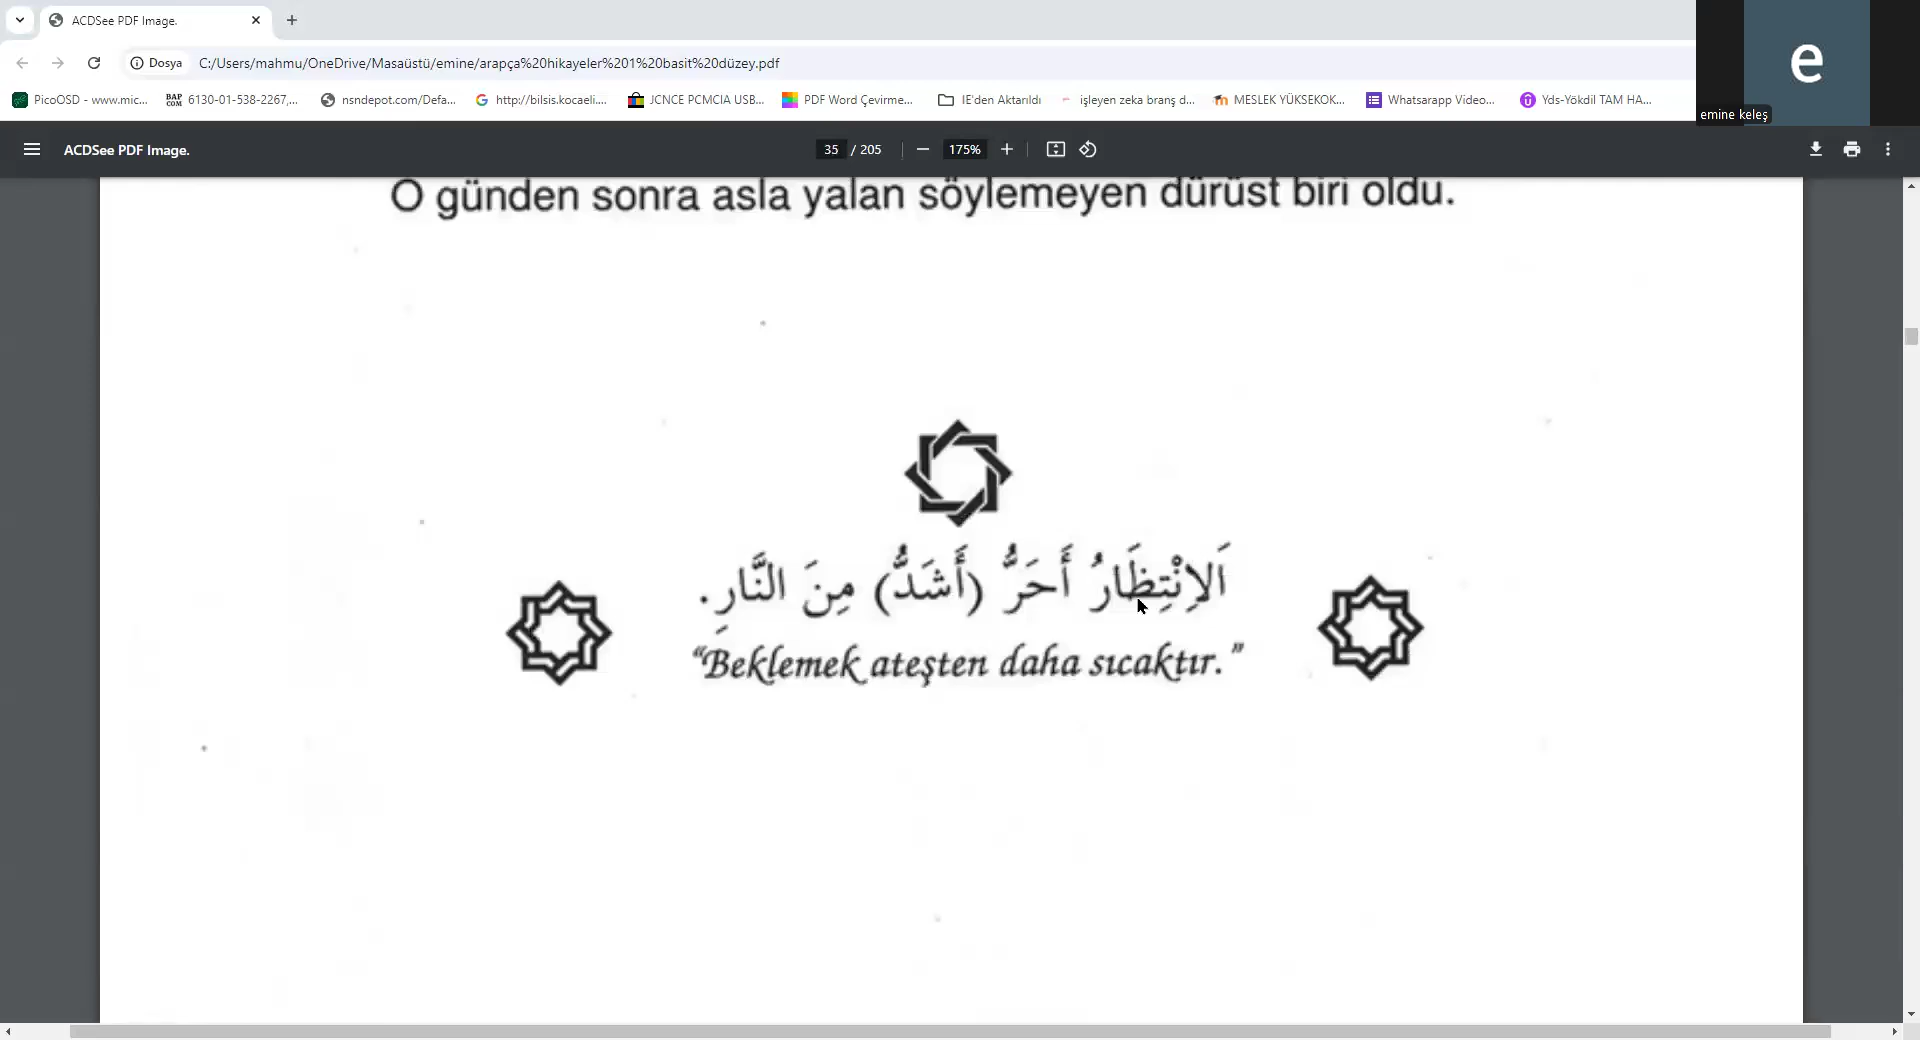 ACDSee PDF Image.
Dosya
C:/Users/mahmu/OneDrive/Masaüstü/emine/arapça%20hikayeler%201%20basit%20düzey.pdf
PicoOSD - www.mic...
BAP COM 6130-01-538-2267,...
nsndepot.com/Defa...
http://bilsis.kocaeli....
JCNCE PCMCIA USB...
PDF Word Çevirme...
IE'den Aktarıldı
işleyen zeka branş d...
MESLEK YÜKSEKOK...
Whatsarapp Video...
Yds-Yökdil TAM HA...
e
emine keleş
ACDSee PDF Image.
35 / 205
175%
O günden sonra asla yalan söylemeyen dürüst biri oldu.
اَلاِنْتِظَارُ أَحَرُّ (أَشَدُّ) مِنَ النَّارِ.
“Beklemek ateşten daha sıcaktır.”